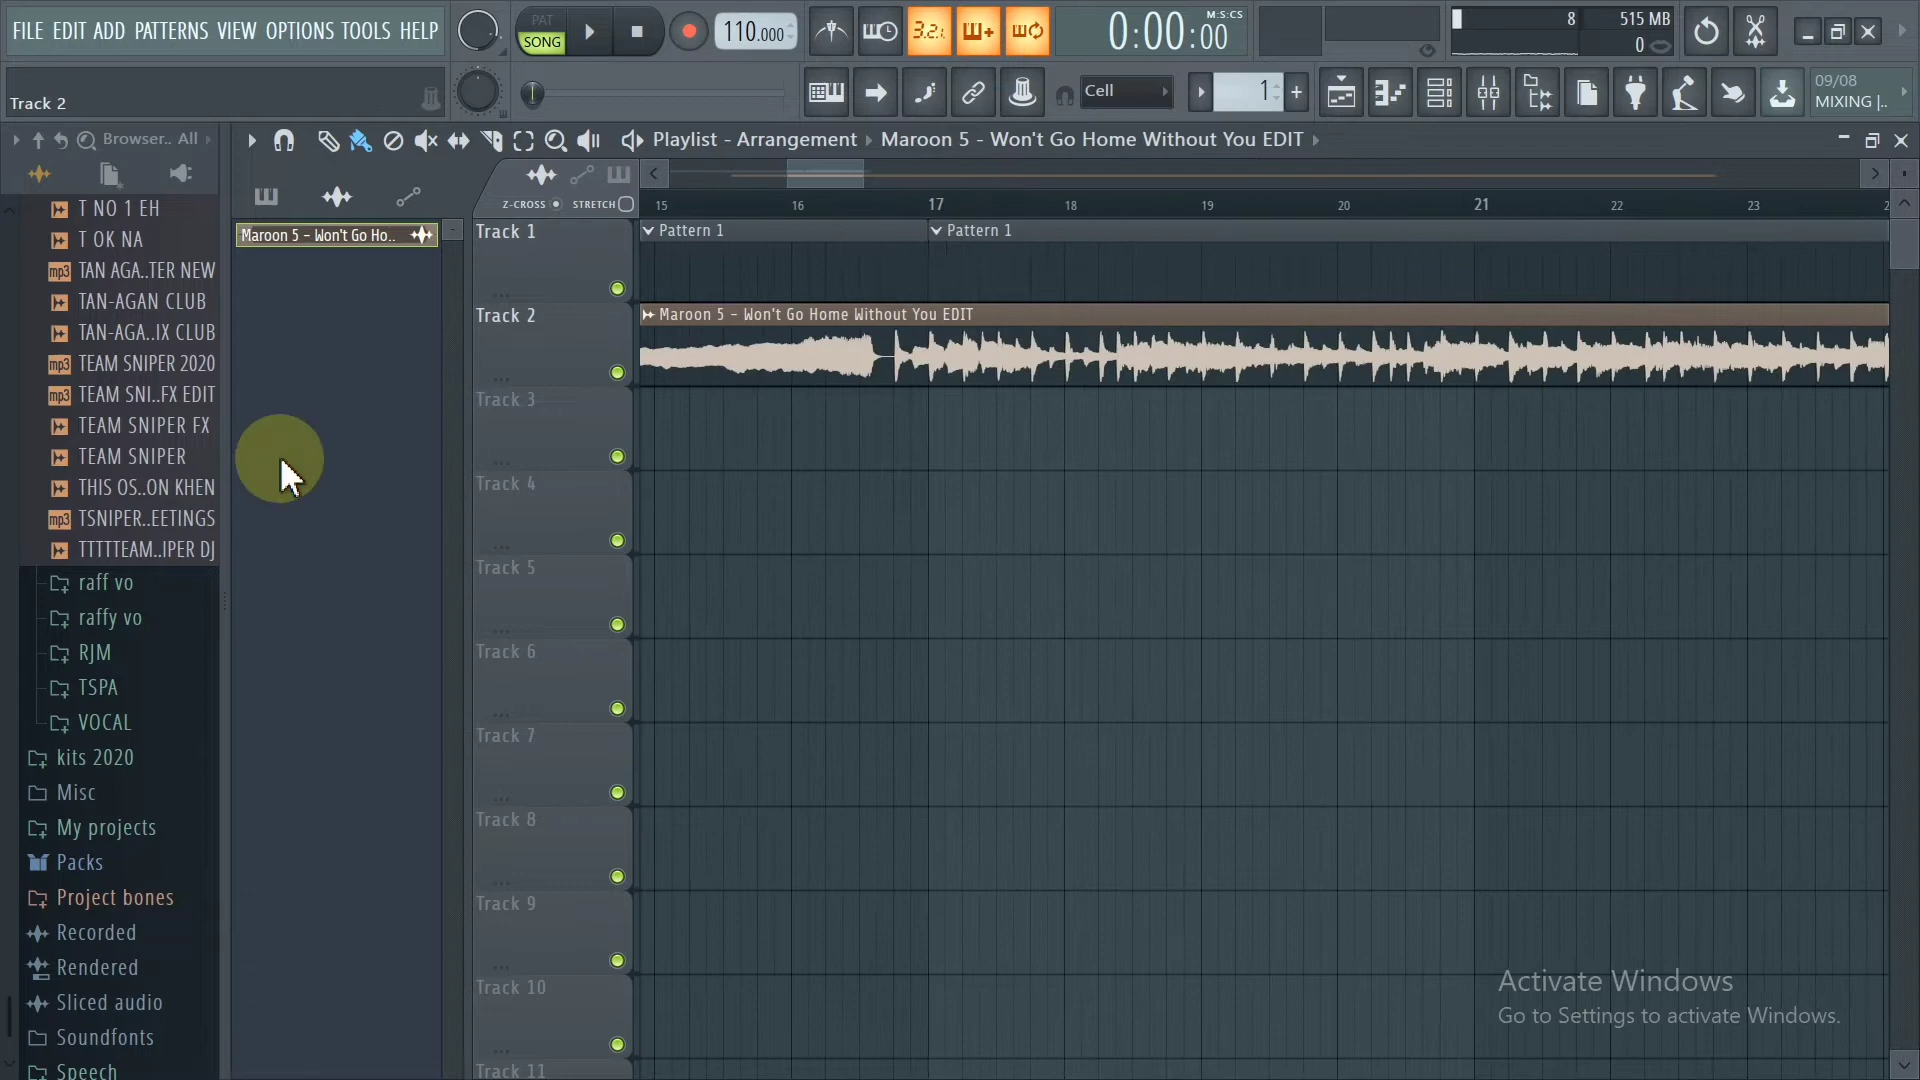 FILE EDIT ADD PATTERNS VIEW OPTIONS TOOLS HELP
PAT
SONG
110.000
3.2.1
0:00:00
M:S:CS
8
515 MB
0
Track 2
Cell
1
09/08
MIXING |..
Browser.. All
Playlist - Arrangement
Maroon 5 - Won't Go Home Without You EDIT
Z-CROSS
STRETCH
15
16
17
18
19
20
21
22
23
T NO 1 EH
T OK NA
mp3 TAN AGA..TER NEW
TAN-AGAN CLUB
TAN-AGA..IX CLUB
mp3 TEAM SNIPER 2020
mp3 TEAM SNI..FX EDIT
TEAM SNIPER FX
TEAM SNIPER
THIS OS..ON KHEN
mp3 TSNIPER..EETINGS
TTTTTEAM..IPER DJ
raff vo
raffy vo
RJM
TSPA
VOCAL
kits 2020
Misc
My projects
Packs
Project bones
Recorded
Rendered
Sliced audio
Soundfonts
Speech
Maroon 5 - Won't Go Ho..
Track 1
Pattern 1
Pattern 1
Track 2
Maroon 5 - Won't Go Home Without You EDIT
Track 3
Track 4
Track 5
Track 6
Track 7
Track 8
Track 9
Track 10
Track 11
Activate Windows
Go to Settings to activate Windows.